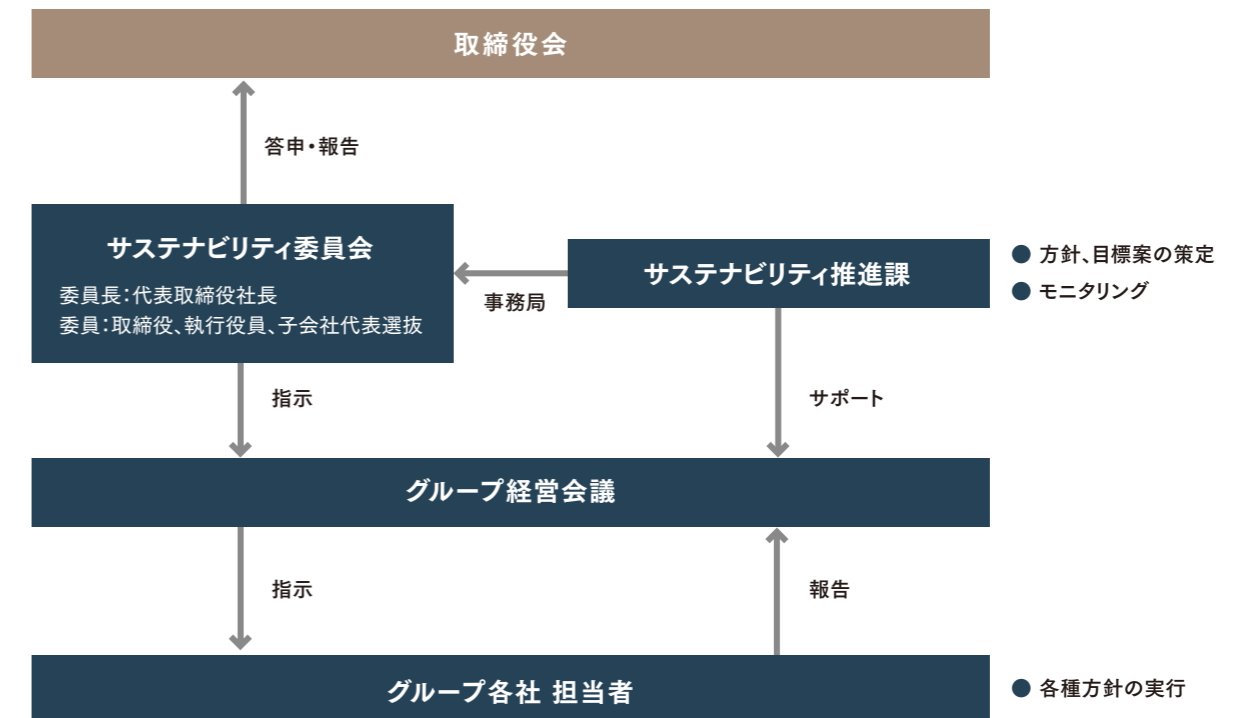 取締役会
答申・報告
サステナビリティ委員会
委員長：代表取締役社長
委員：取締役、執行役員、子会社代表選抜
サステナビリティ推進課
● 方針、目標案の策定
● モニタリング
事務局
指示
サポート
グループ経営会議
指示
報告
グループ各社 担当者
● 各種方針の実行